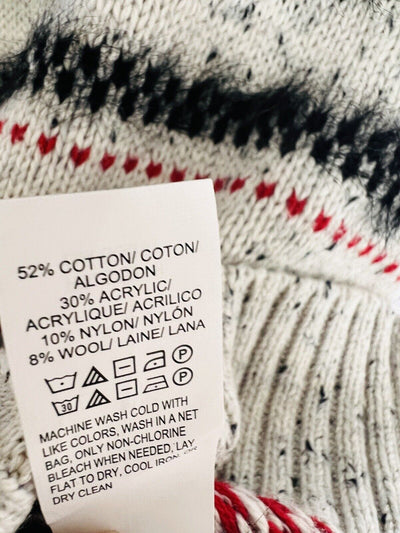 52% COTTON/ COTON/
ALGODON
30% ACRYLIC/
ACRYLIQUE/ ACRILICO
10% NYLON/ NYLÓN
8% WOOL/ LAINE/ LANA
P
30 P
MACHINE WASH COLD WITH
LIKE COLORS, WASH IN A NET
BAG, ONLY NON-CHLORINE
BLEACH WHEN NEEDED, LAY
FLAT TO DRY, COOL IRON, OR
DRY CLEAN